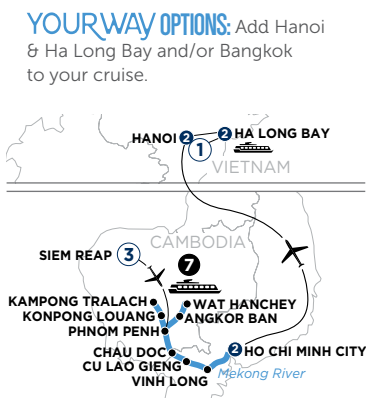 YOURWAY OPTIONS: Add Hanoi
& Ha Long Bay and/or Bangkok
to your cruise.
HANOI 2 2 HA LONG BAY
1
VIETNAM
CAMBODIA
SIEM REAP 3
7
KAMPONG TRALACH WAT HANCHEY
KONPONG LOUANG ANGKOR BAN
PHNOM PENH
CHAU DOC 2 HO CHI MINH CITY
CU LAO GIENG
Mekong River
VINH LONG